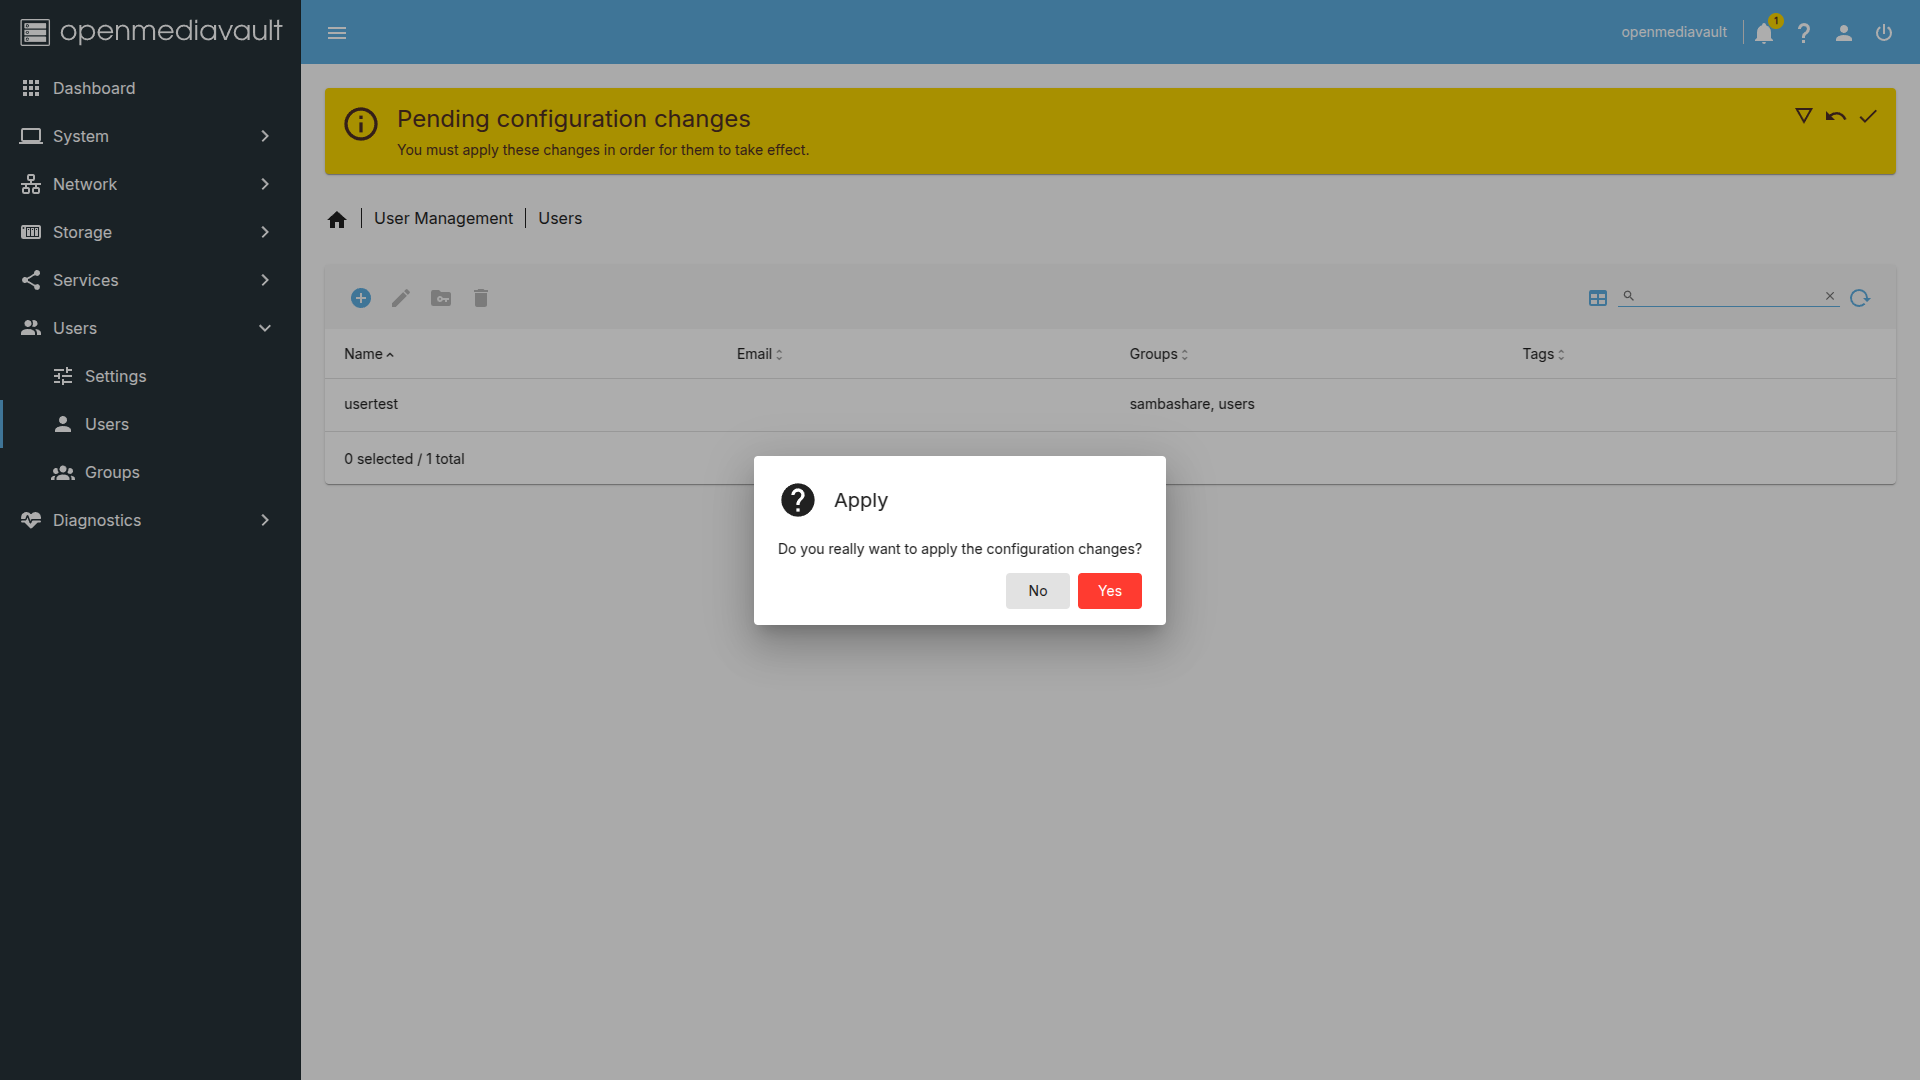 openmediavault
openmediavault
1
Dashboard
System
Network
Storage
Services
Users
Settings
Users
Groups
Diagnostics
Pending configuration changes
You must apply these changes in order for them to take effect.
User Management
Users
Name
Email
Groups
Tags
usertest
sambashare, users
0 selected / 1 total
Apply
Do you really want to apply the configuration changes?
No
Yes